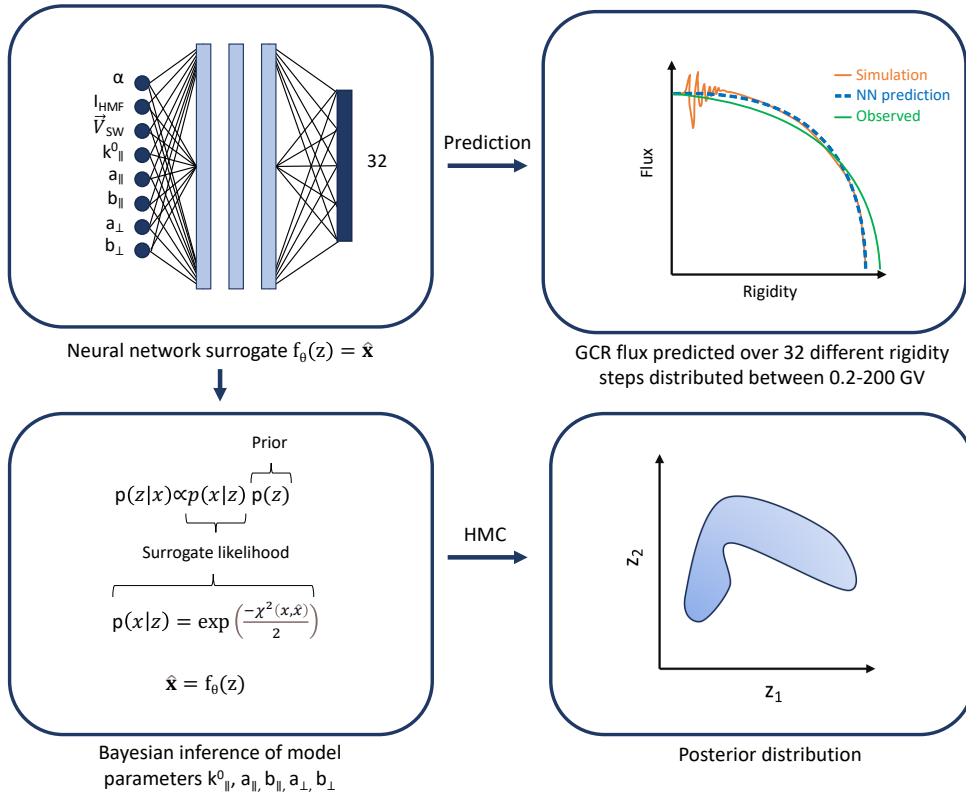 α
I_HMF
V⃗_SW
k⁰_∥
a_∥
b_∥
a_⊥
b_⊥
32
Neural network surrogate f_θ(z) = x̂
Prediction
Simulation
NN prediction
Observed
Flux
Rigidity
GCR flux predicted over 32 different rigidity
steps distributed between 0.2-200 GV
Prior
p(z|x)∝p(x|z) p(z)
Surrogate likelihood
p(x|z) = exp(−χ²(x,x̂)/2)
x̂ = f_θ(z)
Bayesian inference of model
parameters k⁰_∥, a_∥, b_∥, a_⊥, b_⊥
HMC
z₂
z₁
Posterior distribution